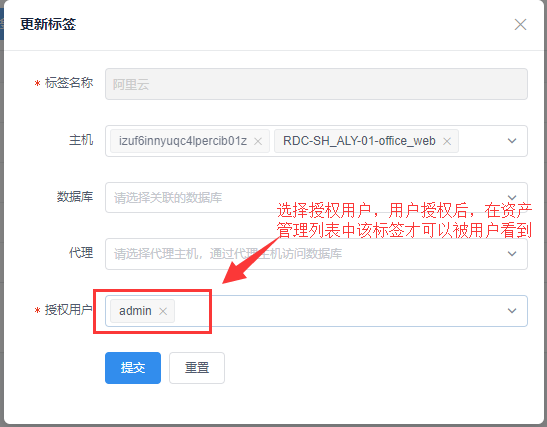 更新标签
* 标签名称 阿里云
主机 izuf6innyuqc4lpercib01z RDC-SH_ALY-01-office_web
数据库 请选择关联的数据库
选择授权用户，用户授权后，在资产
管理列表中该标签才可以被用户看到
代理 请选择代理主机，通过代理主机访问数据库
* 授权用户 admin
提交 重置